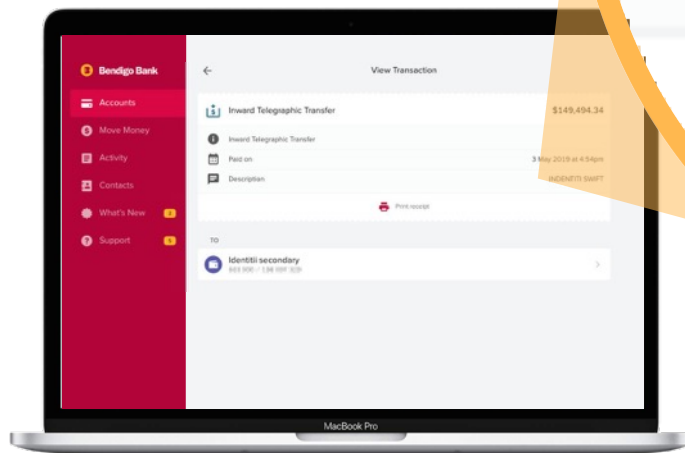 Bendigo Bank
View Transaction
Accounts
Move Money
Activity
Contacts
What's New 2
Support 5
Inward Telegraphic Transfer $149,494.34
Inward Telegraphic Transfer
Paid on 3 May 2019 at 4:54pm
Description INDENTITI SWIFT
Print receipt
TO
Identitii secondary
MacBook Pro